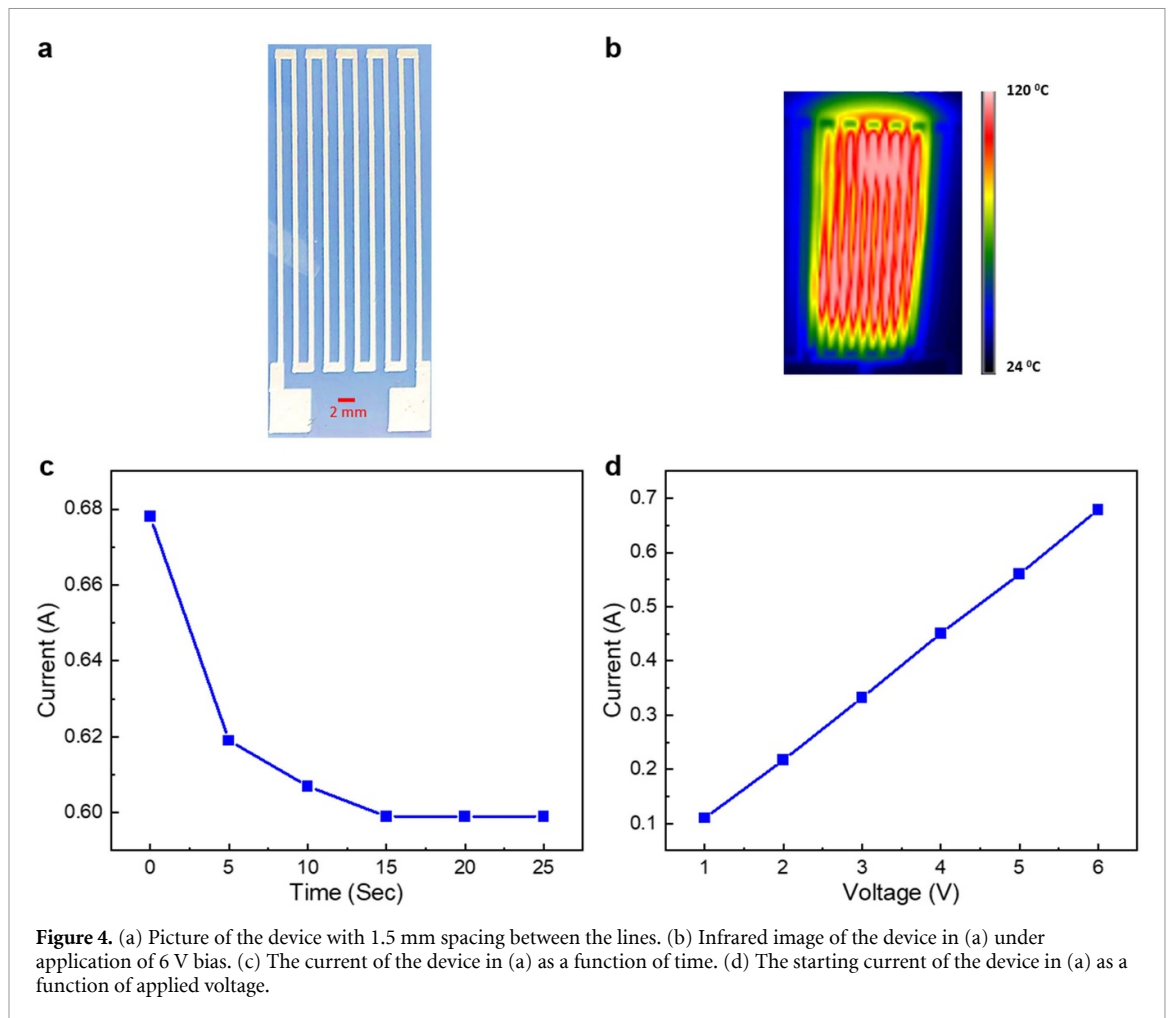 a
b
2 mm
120 ⁰C
24 ⁰C
c
0.68
0.66
0.64
0.62
0.60
Current (A)
0
5
10
15
20
25
Time (Sec)
d
0.7
0.6
0.5
0.4
0.3
0.2
0.1
Current (A)
1
2
3
4
5
6
Voltage (V)
Figure 4. (a) Picture of the device with 1.5 mm spacing between the lines. (b) Infrared image of the device in (a) under
application of 6 V bias. (c) The current of the device in (a) as a function of time. (d) The starting current of the device in (a) as a
function of applied voltage.